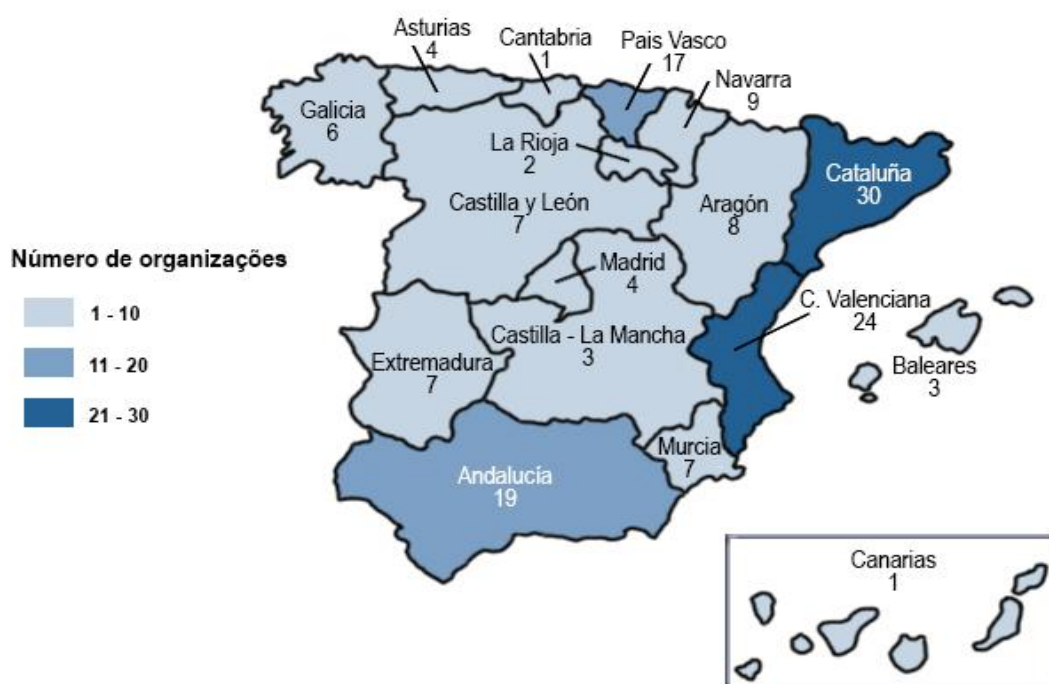 Asturias
4
Cantabria
1
Pais Vasco
17
Navarra
9
Galicia
6
La Rioja
2
Cataluña
30
Castilla y León
7
Aragón
8
Número de organizações
1 - 10
11 - 20
21 - 30
Madrid
4
C. Valenciana
24
Castilla - La Mancha
3
Extremadura
7
Baleares
3
Murcia
7
Andalucía
19
Canarias
1